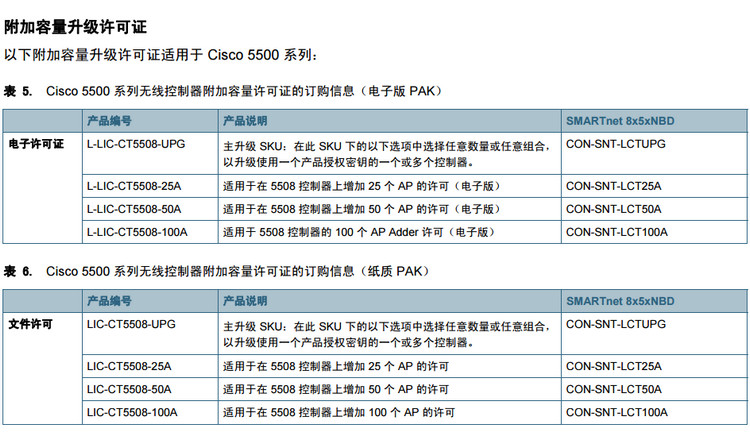 附加容量升级许可证
以下附加容量升级许可证适用于 Cisco 5500 系列：
表 5. Cisco 5500 系列无线控制器附加容量许可证的订购信息（电子版 PAK）
产品编号 产品说明 SMARTnet 8x5xNBD
电子许可证 L-LIC-CT5508-UPG 主升级 SKU：在此 SKU 下的以下选项中选择任意数量或任意组合， CON-SNT-LCTUPG
以升级使用一个产品授权密钥的一个或多个控制器。
L-LIC-CT5508-25A 适用于在 5508 控制器上增加 25 个 AP 的许可（电子版） CON-SNT-LCT25A
L-LIC-CT5508-50A 适用于在 5508 控制器上增加 50 个 AP 的许可（电子版） CON-SNT-LCT50A
L-LIC-CT5508-100A 适用于 5508 控制器的 100 个 AP Adder 许可（电子版） CON-SNT-LCT100A
表 6. Cisco 5500 系列无线控制器附加容量许可证的订购信息（纸质 PAK）
产品编号 产品说明 SMARTnet 8x5xNBD
文件许可 LIC-CT5508-UPG 主升级 SKU：在此 SKU 下的以下选项中选择任意数量或任意组合， CON-SNT-LCTUPG
以升级使用一个产品授权密钥的一个或多个控制器。
LIC-CT5508-25A 适用于在 5508 控制器上增加 25 个 AP 的许可 CON-SNT-LCT25A
LIC-CT5508-50A 适用于在 5508 控制器上增加 50 个 AP 的许可 CON-SNT-LCT50A
LIC-CT5508-100A 适用于在 5508 控制器上增加 100 个 AP 的许可 CON-SNT-LCT100A